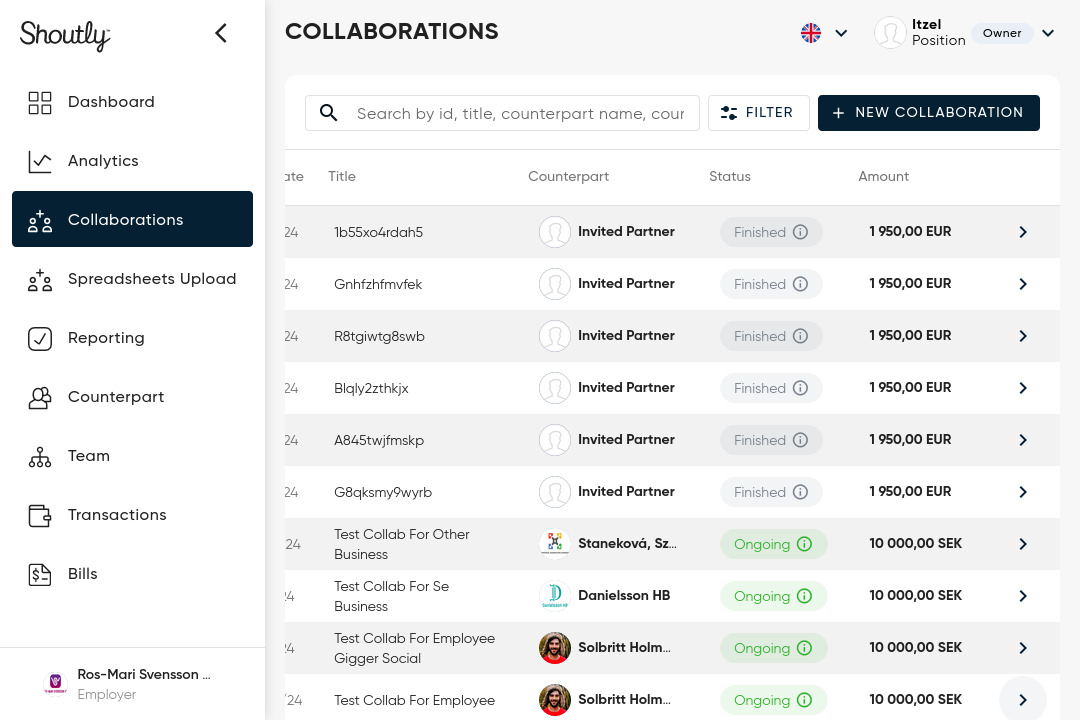 Shoutly
COLLABORATIONS
Itzel
Position
Owner
Dashboard
Analytics
Collaborations
Spreadsheets Upload
Reporting
Counterpart
Team
Transactions
Bills
Ros-Mari Svensson ...
Employer
Search by id, title, counterpart name, cour
FILTER
+ NEW COLLABORATION
ate Title Counterpart Status Amount
24 1b55xo4rdah5 Invited Partner Finished 1 950,00 EUR
24 Gnhfzhfmvfek Invited Partner Finished 1 950,00 EUR
24 R8tgiwtg8swb Invited Partner Finished 1 950,00 EUR
24 Blqly2zthkjx Invited Partner Finished 1 950,00 EUR
24 A845twjfmskp Invited Partner Finished 1 950,00 EUR
24 G8qksmy9wyrb Invited Partner Finished 1 950,00 EUR
24 Test Collab For Other Business Staneková, Sz... Ongoing 10 000,00 SEK
24 Test Collab For Se Business Danielsson HB Ongoing 10 000,00 SEK
24 Test Collab For Employee Gigger Social Solbritt Holm... Ongoing 10 000,00 SEK
/24 Test Collab For Employee Solbritt Holm... Ongoing 10 000,00 SEK